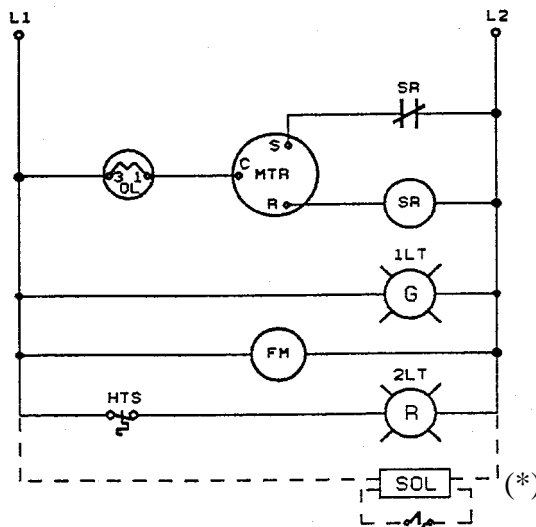 L1 L2
SR
S
C MTR
3 1
OL
R SR
1LT
G
FM
2LT
HTS
R
SOL (*)